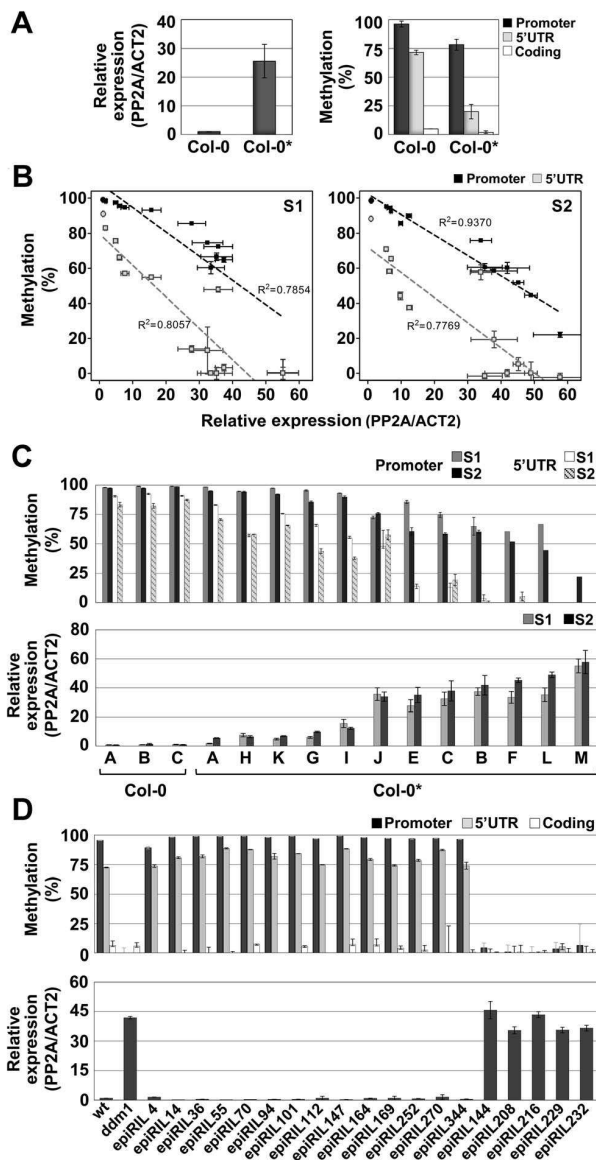 A
Relative expression (PP2A/ACT2)
40
30
20
10
0
Col-0 Col-0*
Methylation (%)
100
75
50
25
0
Col-0 Col-0*
Promoter
5'UTR
Coding
B
Promoter 5'UTR
Methylation (%)
100
80
60
40
20
0
S1
R²=0.7854
R²=0.8057
0 10 20 30 40 50 60
S2
R²=0.9370
R²=0.7769
0 10 20 30 40 50 60
Relative expression (PP2A/ACT2)
C
Promoter S1 S2 5'UTR S1 S2
Methylation (%)
100
75
50
25
0
Relative expression (PP2A/ACT2)
80
60
40
20
0
S1 S2
A B C A H K G I J E C B F L M
Col-0 Col-0*
D
Promoter 5'UTR Coding
Methylation (%)
100
75
50
25
0
Relative expression (PP2A/ACT2)
60
45
30
15
0
wt
ddm1
epiRIL 4
epiRIL14
epiRIL36
epiRIL55
epiRIL70
epiRIL94
epiRIL101
epiRIL112
epiRIL147
epiRIL164
epiRIL169
epiRIL252
epiRIL270
epiRIL344
epiRIL144
epiRIL208
epiRIL216
epiRIL229
epiRIL232